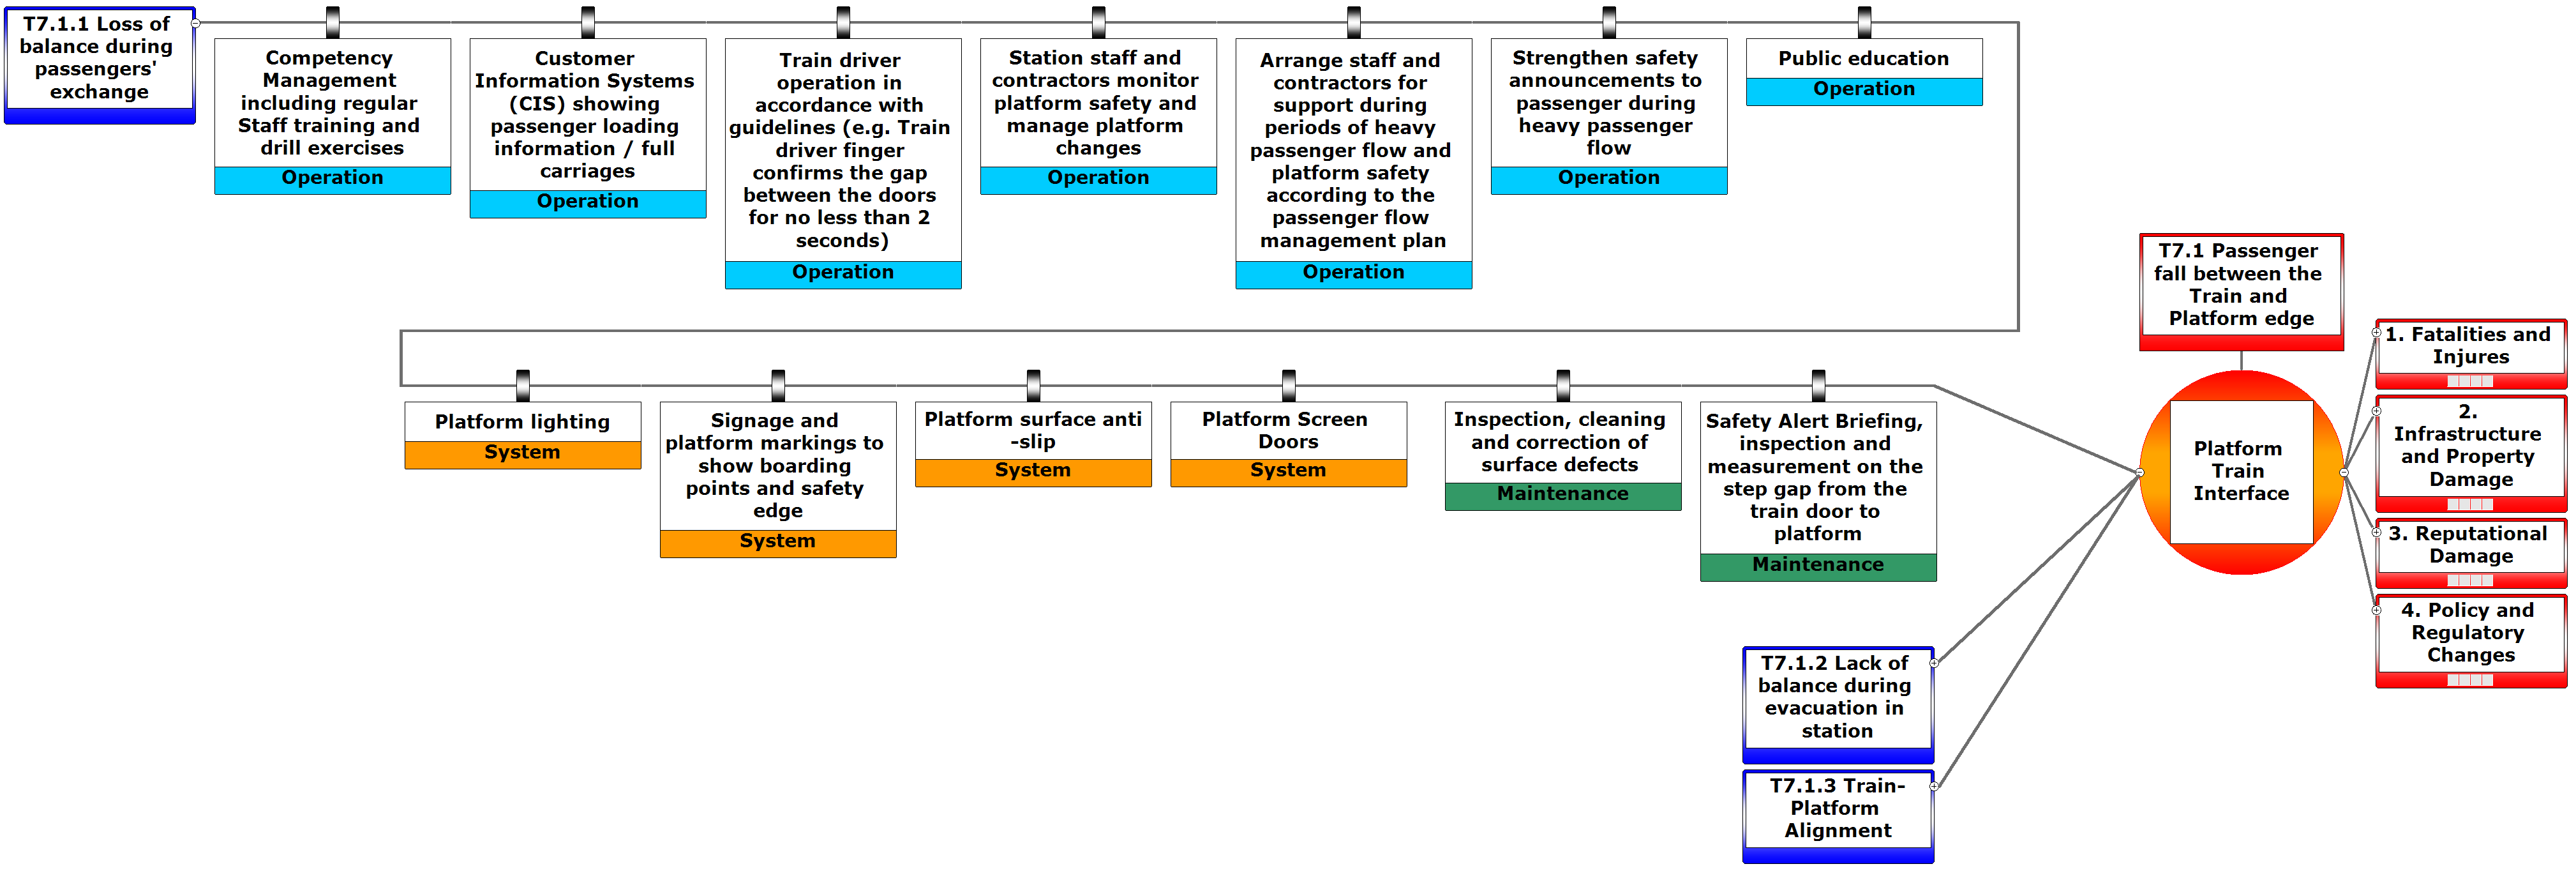 T7.1.1 Loss of
balance during
passengers'
exchange
Competency
Management
including regular
Staff training and
drill exercises
Operation
Customer
Information Systems
(CIS) showing
passenger loading
information / full
carriages
Operation
Train driver
operation in
accordance with
guidelines (e.g. Train
driver finger
confirms the gap
between the doors
for no less than 2
seconds)
Operation
Station staff and
contractors monitor
platform safety and
manage platform
changes
Operation
Arrange staff and
contractors for
support during
periods of heavy
passenger flow and
platform safety
according to the
passenger flow
management plan
Operation
Strengthen safety
announcements to
passenger during
heavy passenger
flow
Operation
Public education
Operation
Platform lighting
System
Signage and
platform markings to
show boarding
points and safety
edge
System
Platform surface anti
-slip
System
Platform Screen
Doors
System
Inspection, cleaning
and correction of
surface defects
Maintenance
Safety Alert Briefing,
inspection and
measurement on the
step gap from the
train door to
platform
Maintenance
T7.1.2 Lack of
balance during
evacuation in
station
T7.1.3 Train-
Platform
Alignment
T7.1 Passenger
fall between the
Train and
Platform edge
Platform
Train
Interface
1. Fatalities and
Injures
2.
Infrastructure
and Property
Damage
3. Reputational
Damage
4. Policy and
Regulatory
Changes